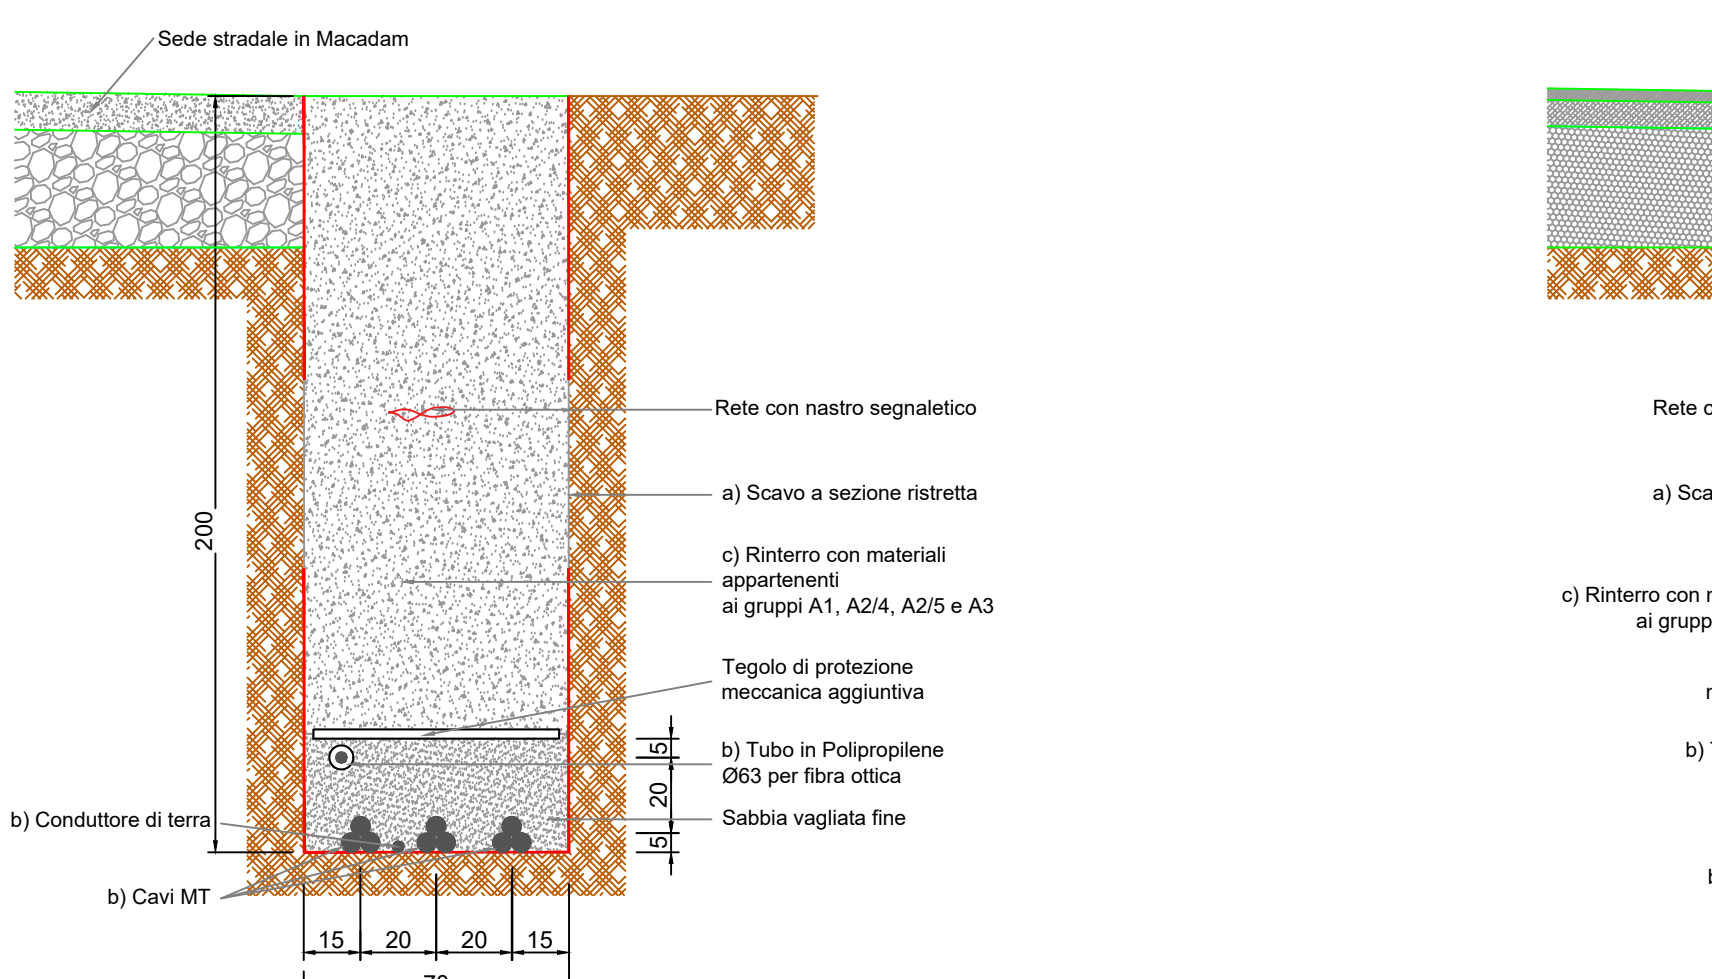 Sede stradale in Macadam
200
Rete con nastro segnaletico
a) Scavo a sezione ristretta
c) Rinterro con materiali
appartenenti
ai gruppi A1, A2/4, A2/5 e A3
Tegolo di protezione
meccanica aggiuntiva
b) Tubo in Polipropilene
Ø63 per fibra ottica
Sabbia vagliata fine
5
20
5
b) Conduttore di terra
b) Cavi MT
15 20 20 15
Rete
a)
c) Rinterro con
ai
b)